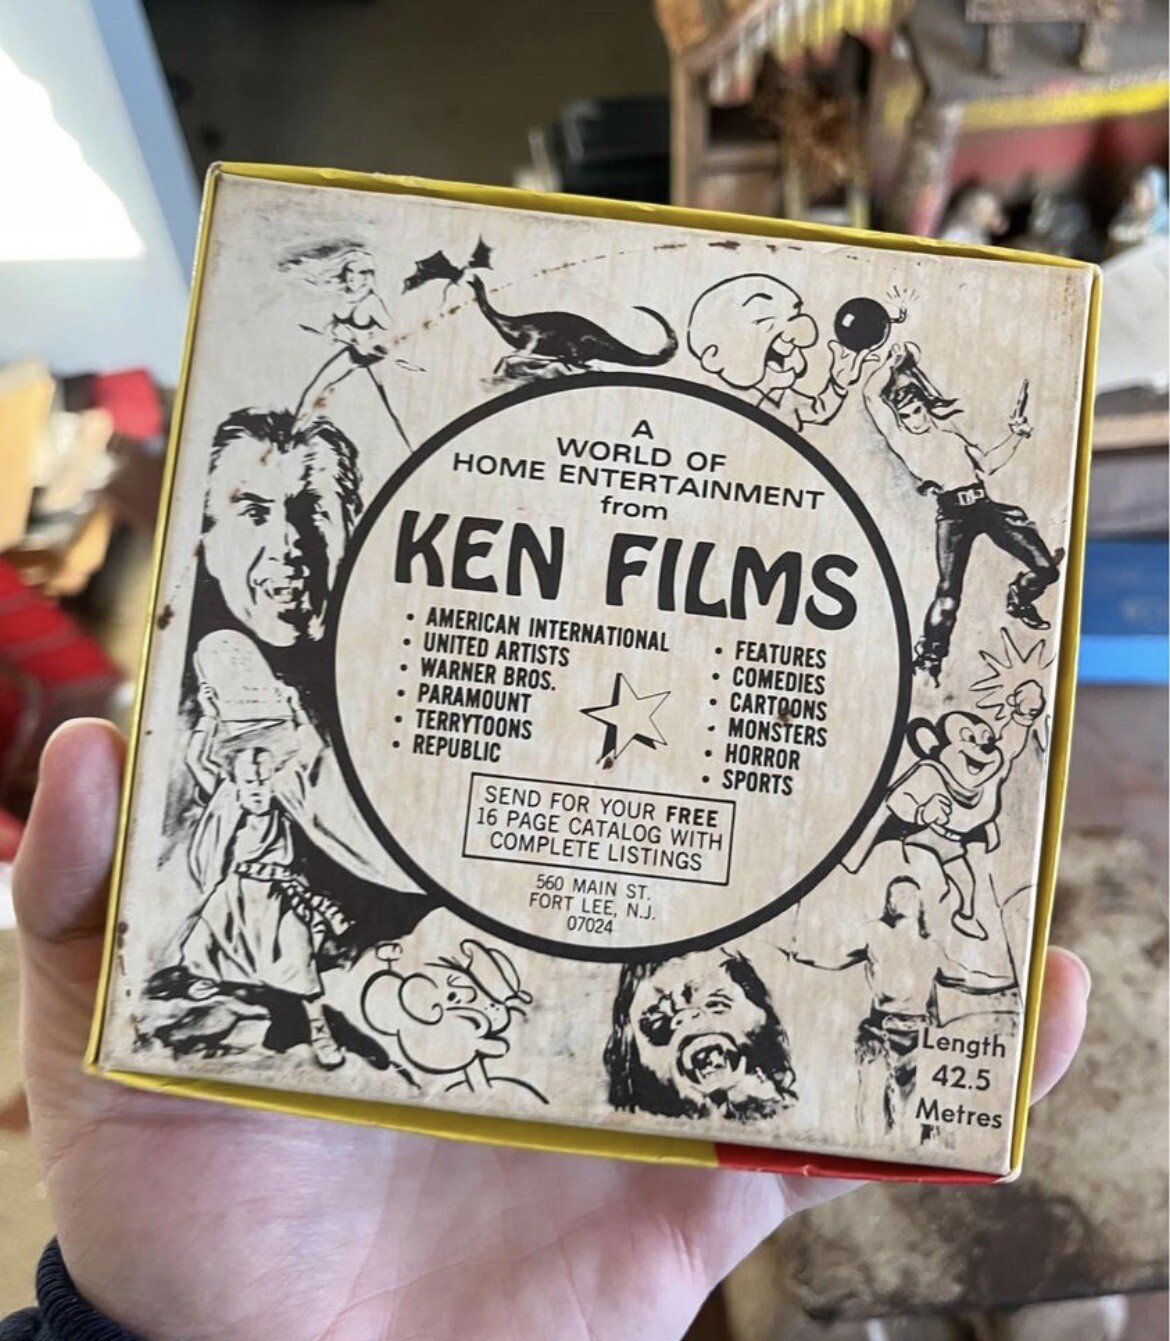 A
WORLD OF
HOME ENTERTAINMENT
from
KEN FILMS
• AMERICAN INTERNATIONAL
• UNITED ARTISTS
• WARNER BROS.
• PARAMOUNT
• TERRYTOONS
• REPUBLIC
• FEATURES
• COMEDIES
• CARTOONS
• MONSTERS
• HORROR
• SPORTS
SEND FOR YOUR FREE
16 PAGE CATALOG WITH
COMPLETE LISTINGS
560 MAIN ST.
FORT LEE, N.J.
07024
Length
42.5
Metres